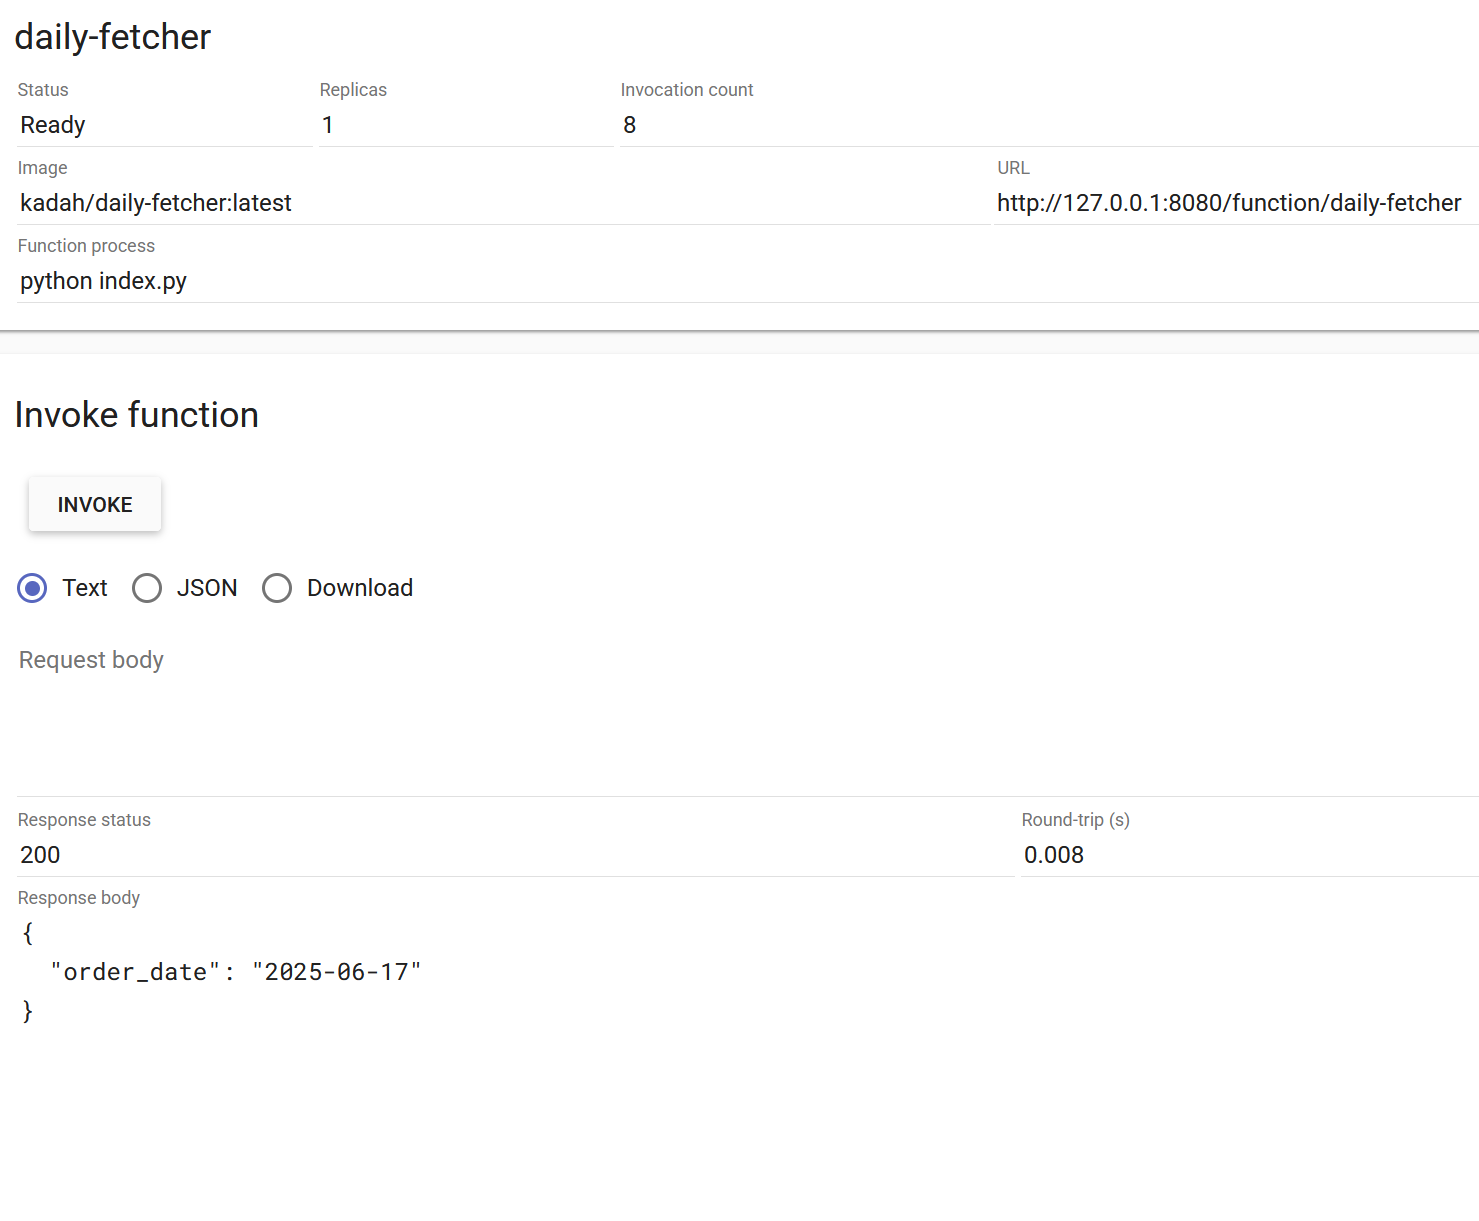 daily-fetcher
Status Replicas Invocation count
Ready 1 8
Image URL
kadah/daily-fetcher:latest http://127.0.0.1:8080/function/daily-fetcher
Function process
python index.py
Invoke function
INVOKE
Text JSON Download
Request body
Response status Round-trip (s)
200 0.008
Response body
{
"order_date": "2025-06-17"
}